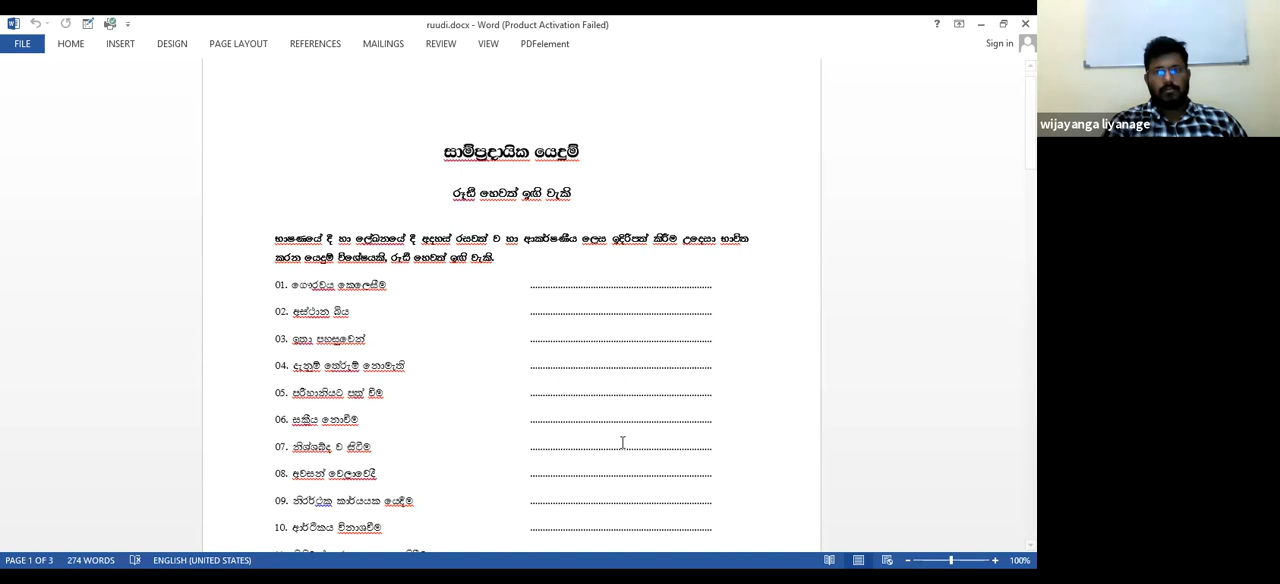 ruudi.docx - Word (Product Activation Failed)
FILE HOME INSERT DESIGN PAGE LAYOUT REFERENCES MAILINGS REVIEW VIEW PDFelement Sign in
wijayanga liyanage
සාම්ප්‍රදායික යෙදුම්
රූඪී හෙවත් ඉඟි වැකි
භාෂණයේ දී හා ලේඛනයේ දී අදහස් රසවත් ව හා ආකර්ෂණීය ලෙස ඉදිරිපත් කිරීම උදෙසා භාවිත
කරන යෙදුම් විශේෂයකි, රූඪී හෙවත් ඉඟි වැකි.
01. ගෞරවය කෙලෙසීම ..............................................................
02. අස්ථාන බිය ..............................................................
03. ඉතා පහසුවෙන් ..............................................................
04. දැනුම් තේරුම් නොමැති ..............................................................
05. පරිහානියට පත් වීම ..............................................................
06. සක්‍රීය නොවීම ..............................................................
07. නිශ්ශබ්ද ව සිටීම ..............................................................
08. අවසන් වෙලාවේදී ..............................................................
09. නිරර්ථක කාර්යයක යෙදීම ..............................................................
10. ආර්ථිකය විනාශවීම ..............................................................
PAGE 1 OF 3 274 WORDS ENGLISH (UNITED STATES) 100%